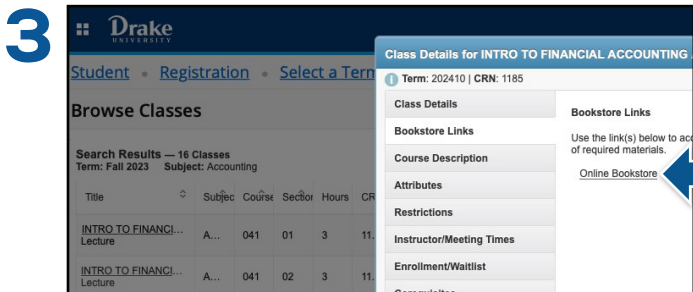 3
Drake
UNIVERSITY
Student • Registration • Select a Term
Browse Classes
Search Results — 16 Classes
Term: Fall 2023 Subject: Accounting
Title Subjec Course Section Hours CR
INTRO TO FINANCI...
Lecture
A... 041 01 3 11.
INTRO TO FINANCI...
Lecture
A... 041 02 3 11.
Class Details for INTRO TO FINANCIAL ACCOUNTING
Term: 202410 | CRN: 1185
Class Details
Bookstore Links
Course Description
Attributes
Restrictions
Instructor/Meeting Times
Enrollment/Waitlist
Corequisites
Bookstore Links
Use the link(s) below to acc
of required materials.
Online Bookstore